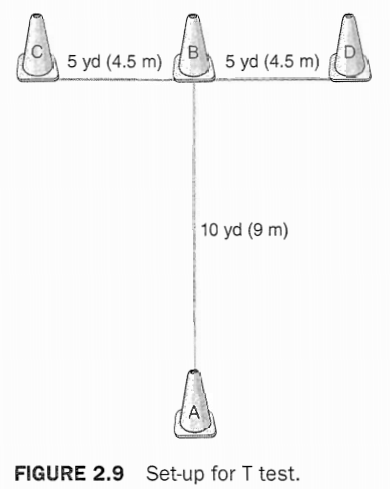 C
B
D
5 yd (4.5 m)
5 yd (4.5 m)
10 yd (9 m)
A
FIGURE 2.9 Set-up for T test.